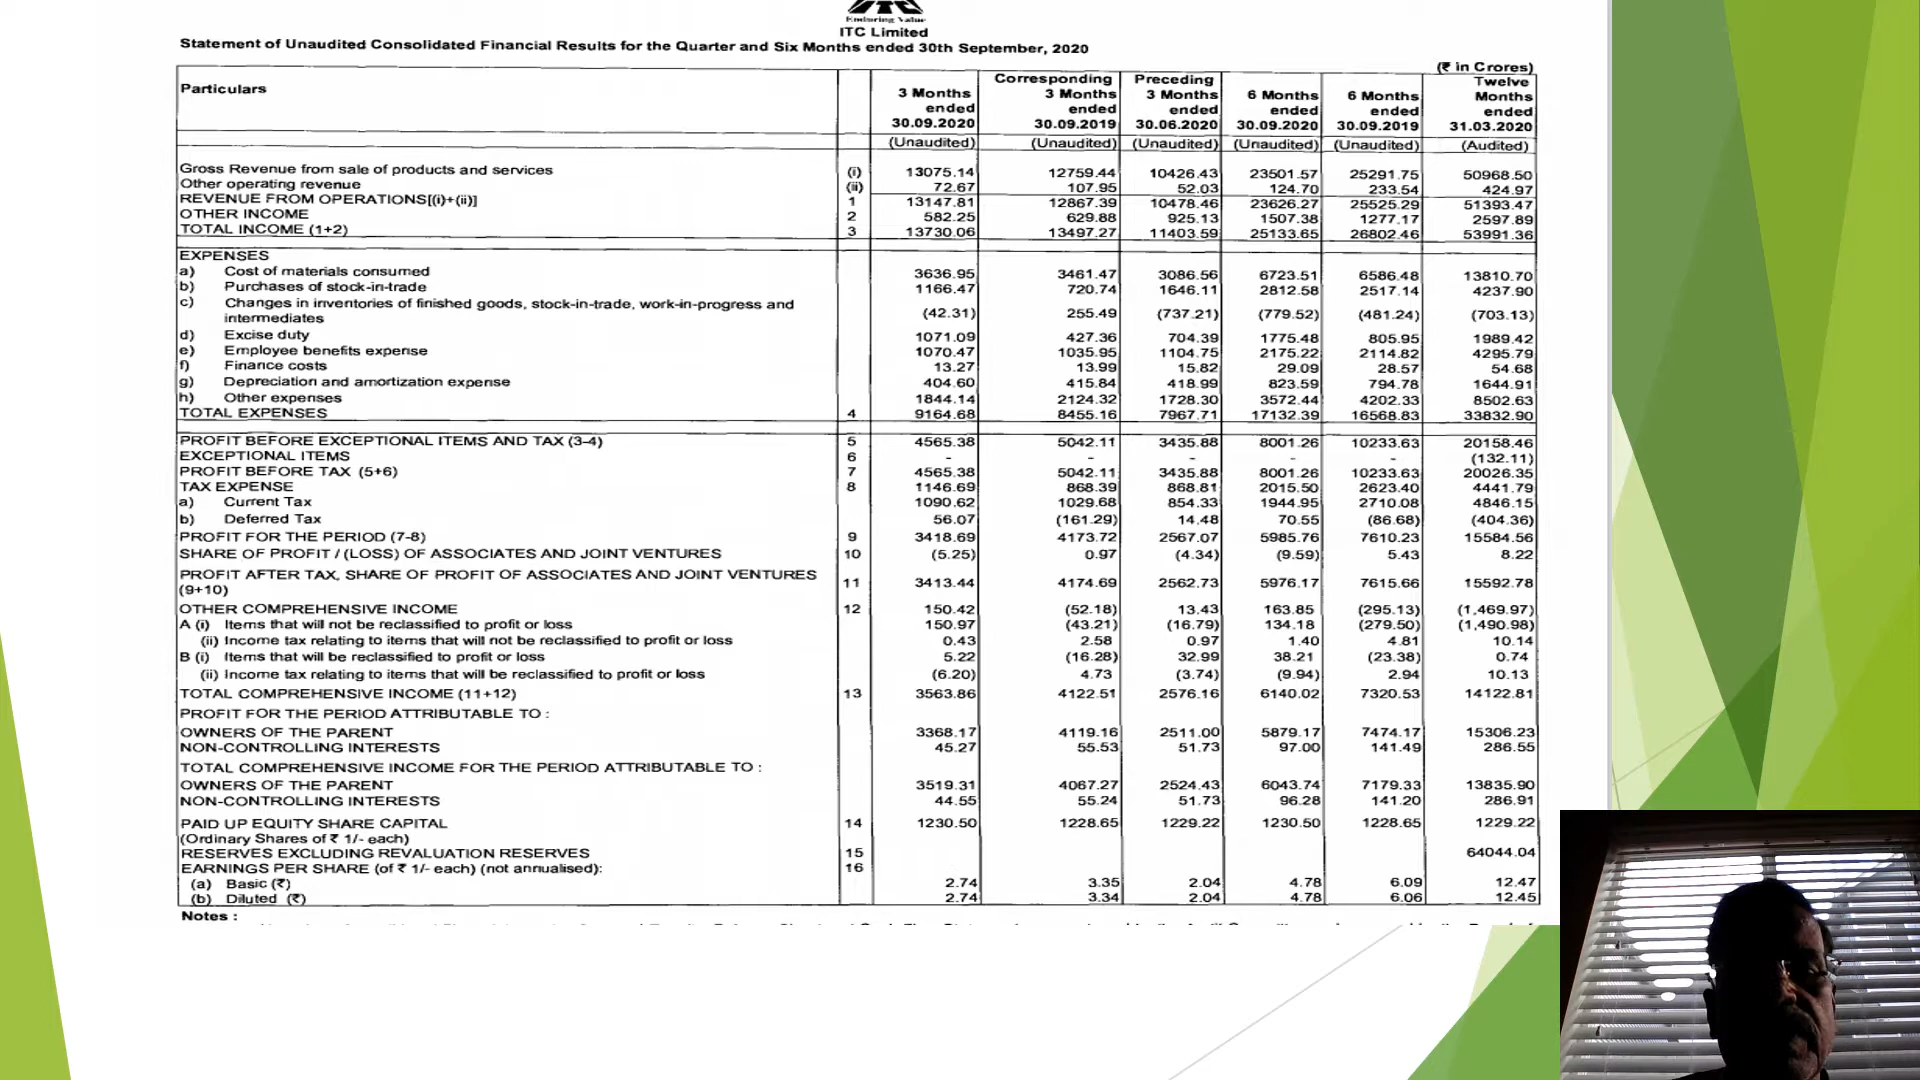 ITC
Enduring Value
ITC Limited
Statement of Unaudited Consolidated Financial Results for the Quarter and Six Months ended 30th September, 2020
(₹ in Crores)
Particulars 3 Months ended 30.09.2020 Corresponding 3 Months ended 30.09.2019 Preceding 3 Months ended 30.06.2020 6 Months ended 30.09.2020 6 Months ended 30.09.2019 Twelve Months ended 31.03.2020
(Unaudited) (Unaudited) (Unaudited) (Unaudited) (Unaudited) (Audited)
Gross Revenue from sale of products and services (i) 13075.14 12759.44 10426.43 23501.57 25291.75 50968.50
Other operating revenue (ii) 72.67 107.95 52.03 124.70 233.54 424.97
REVENUE FROM OPERATIONS[(i)+(ii)] 1 13147.81 12867.39 10478.46 23626.27 25525.29 51393.47
OTHER INCOME 2 582.25 629.88 925.13 1507.38 1277.17 2597.89
TOTAL INCOME (1+2) 3 13730.06 13497.27 11403.59 25133.65 26802.46 53991.36
EXPENSES
a) Cost of materials consumed 3636.95 3461.47 3086.56 6723.51 6586.48 13810.70
b) Purchases of stock-in-trade 1166.47 720.74 1646.11 2812.58 2517.14 4237.90
c) Changes in inventories of finished goods, stock-in-trade, work-in-progress and
intermediates (42.31) 255.49 (737.21) (779.52) (481.24) (703.13)
d) Excise duty 1071.09 427.36 704.39 1775.48 805.95 1989.42
e) Employee benefits expense 1070.47 1035.95 1104.75 2175.22 2114.82 4295.79
f) Finance costs 13.27 13.99 15.82 29.09 28.57 54.68
g) Depreciation and amortization expense 404.60 415.84 418.99 823.59 794.78 1644.91
h) Other expenses 1844.14 2124.32 1728.30 3572.44 4202.33 8502.63
TOTAL EXPENSES 4 9164.68 8455.16 7967.71 17132.39 16568.83 33832.90
PROFIT BEFORE EXCEPTIONAL ITEMS AND TAX (3-4) 5 4565.38 5042.11 3435.88 8001.26 10233.63 20158.46
EXCEPTIONAL ITEMS 6 - - - - - (132.11)
PROFIT BEFORE TAX (5+6) 7 4565.38 5042.11 3435.88 8001.26 10233.63 20026.35
TAX EXPENSE 8 1146.69 868.39 868.81 2015.50 2623.40 4441.79
a) Current Tax 1090.62 1029.68 854.33 1944.95 2710.08 4846.15
b) Deferred Tax 56.07 (161.29) 14.48 70.55 (86.68) (404.36)
PROFIT FOR THE PERIOD (7-8) 9 3418.69 4173.72 2567.07 5985.76 7610.23 15584.56
SHARE OF PROFIT / (LOSS) OF ASSOCIATES AND JOINT VENTURES 10 (5.25) 0.97 (4.34) (9.59) 5.43 8.22
PROFIT AFTER TAX, SHARE OF PROFIT OF ASSOCIATES AND JOINT VENTURES
(9+10) 11 3413.44 4174.69 2562.73 5976.17 7615.66 15592.78
OTHER COMPREHENSIVE INCOME 12 150.42 (52.18) 13.43 163.85 (295.13) (1,469.97)
A (i) Items that will not be reclassified to profit or loss 150.97 (43.21) (16.79) 134.18 (279.50) (1,490.98)
(ii) Income tax relating to items that will not be reclassified to profit or loss 0.43 2.58 0.97 1.40 4.81 10.14
B (i) Items that will be reclassified to profit or loss 5.22 (16.28) 32.99 38.21 (23.38) 0.74
(ii) Income tax relating to items that will be reclassified to profit or loss (6.20) 4.73 (3.74) (9.94) 2.94 10.13
TOTAL COMPREHENSIVE INCOME (11+12) 13 3563.86 4122.51 2576.16 6140.02 7320.53 14122.81
PROFIT FOR THE PERIOD ATTRIBUTABLE TO :
OWNERS OF THE PARENT 3368.17 4119.16 2511.00 5879.17 7474.17 15306.23
NON-CONTROLLING INTERESTS 45.27 55.53 51.73 97.00 141.49 286.55
TOTAL COMPREHENSIVE INCOME FOR THE PERIOD ATTRIBUTABLE TO :
OWNERS OF THE PARENT 3519.31 4067.27 2524.43 6043.74 7179.33 13835.90
NON-CONTROLLING INTERESTS 44.55 55.24 51.73 96.28 141.20 286.91
PAID UP EQUITY SHARE CAPITAL 14 1230.50 1228.65 1229.22 1230.50 1228.65 1229.22
(Ordinary Shares of ₹ 1/- each)
RESERVES EXCLUDING REVALUATION RESERVES 15 64044.04
EARNINGS PER SHARE (of ₹ 1/- each) (not annualised): 16
(a) Basic (₹) 2.74 3.35 2.04 4.78 6.09 12.47
(b) Diluted (₹) 2.74 3.34 2.04 4.78 6.06 12.45
Notes :